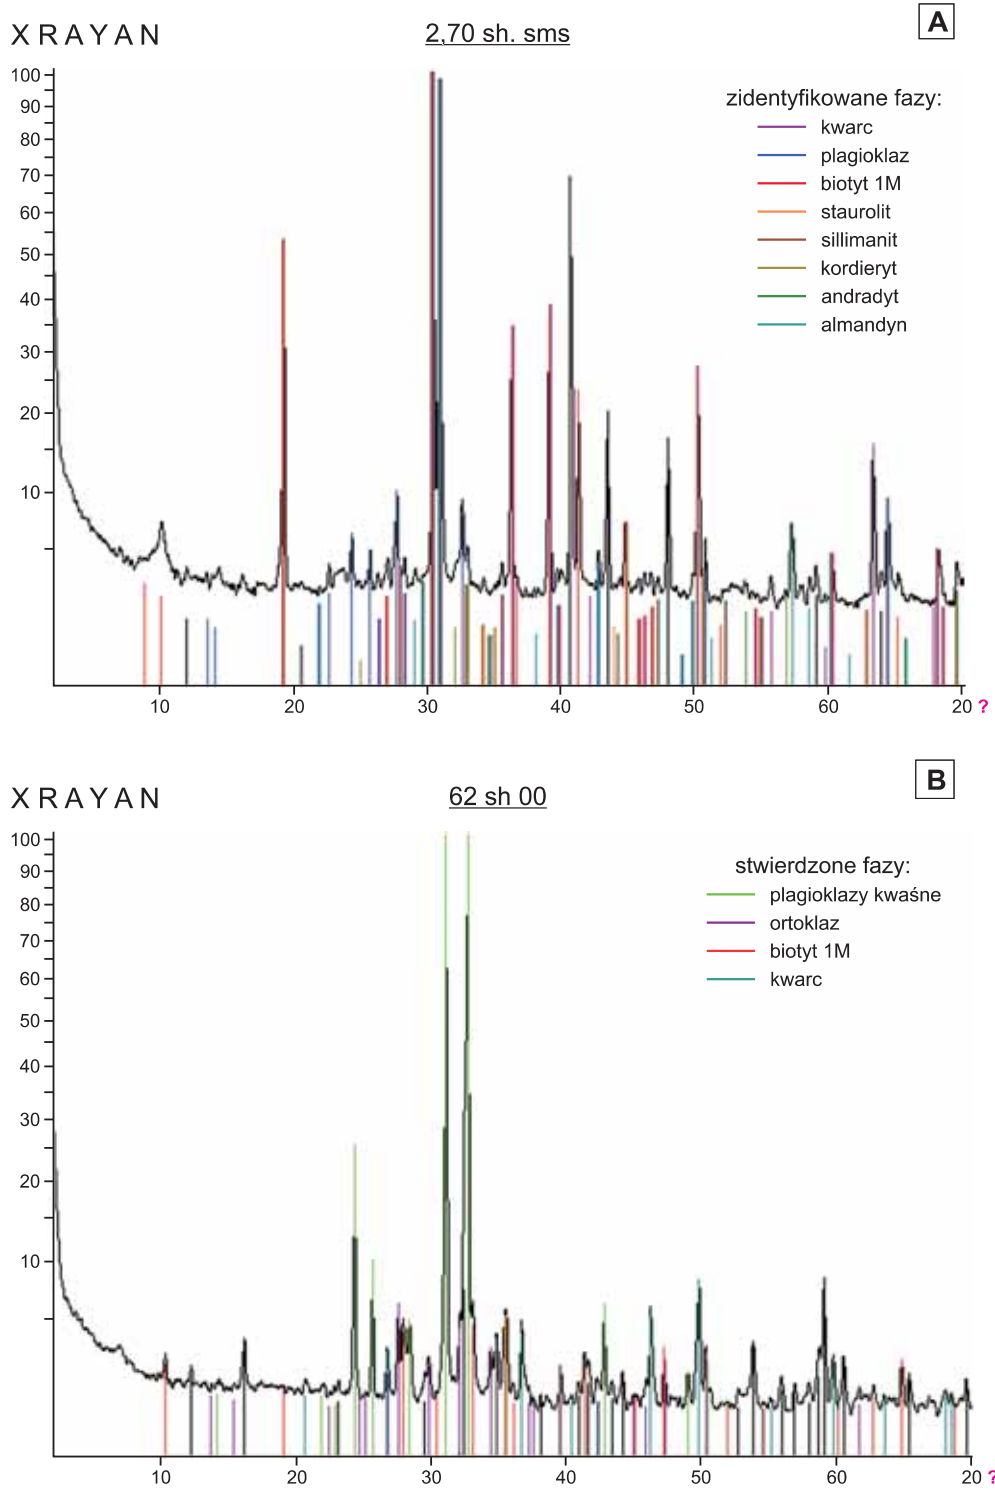 XRAYAN
2,70 sh. sms
A
100
90
80
70
60
50
40
30
20
10
zidentyfikowane fazy:
kwarc
plagioklaz
biotyt 1M
staurolit
sillimanit
kordieryt
andradyt
almandyn
10 20 30 40 50 60 20 ?
XRAYAN
62 sh 00
B
100
90
80
70
60
50
40
30
20
10
stwierdzone fazy:
plagioklazy kwaśne
ortoklaz
biotyt 1M
kwarc
10 20 30 40 50 60 20 ?